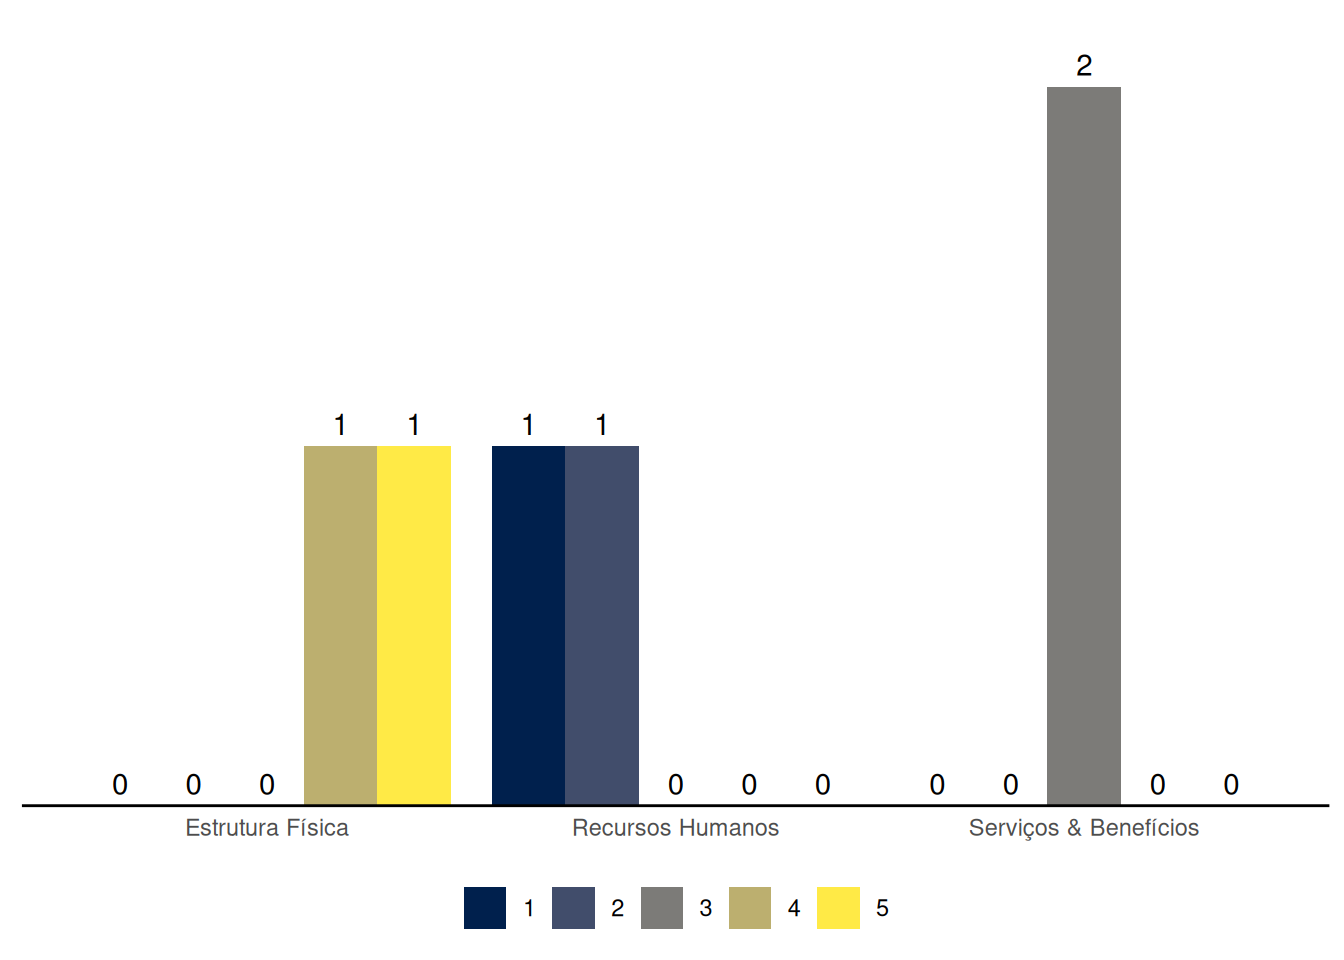 2
1 1 1 1
0 0 0 0 0 0 0 0 0 0
Estrutura Física Recursos Humanos Serviços & Benefícios
1 2 3 4 5